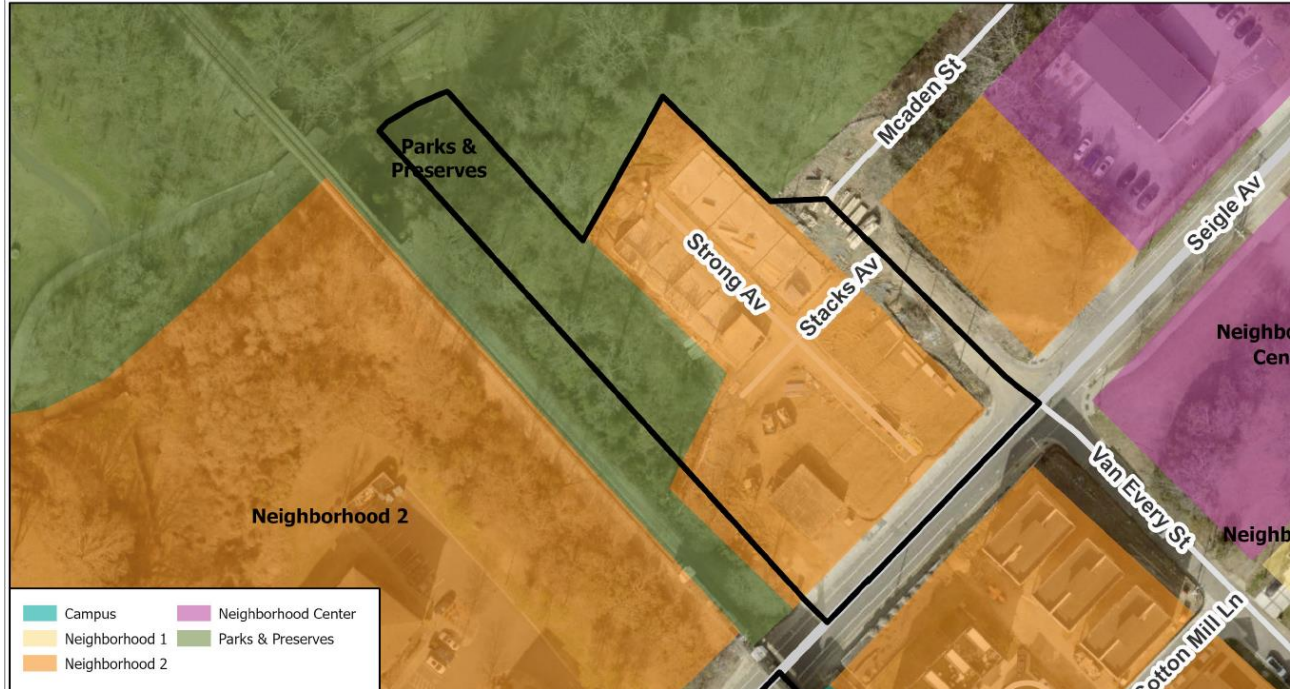 Mcaden St
Parks &
Preserves
Seigle Av
Strong Av
Stacks Av
Neighbo
Cen
Van Every St
Neighborhood 2
Neighb
Cotton Mill Ln
Campus
Neighborhood 1
Neighborhood 2
Neighborhood Center
Parks & Preserves